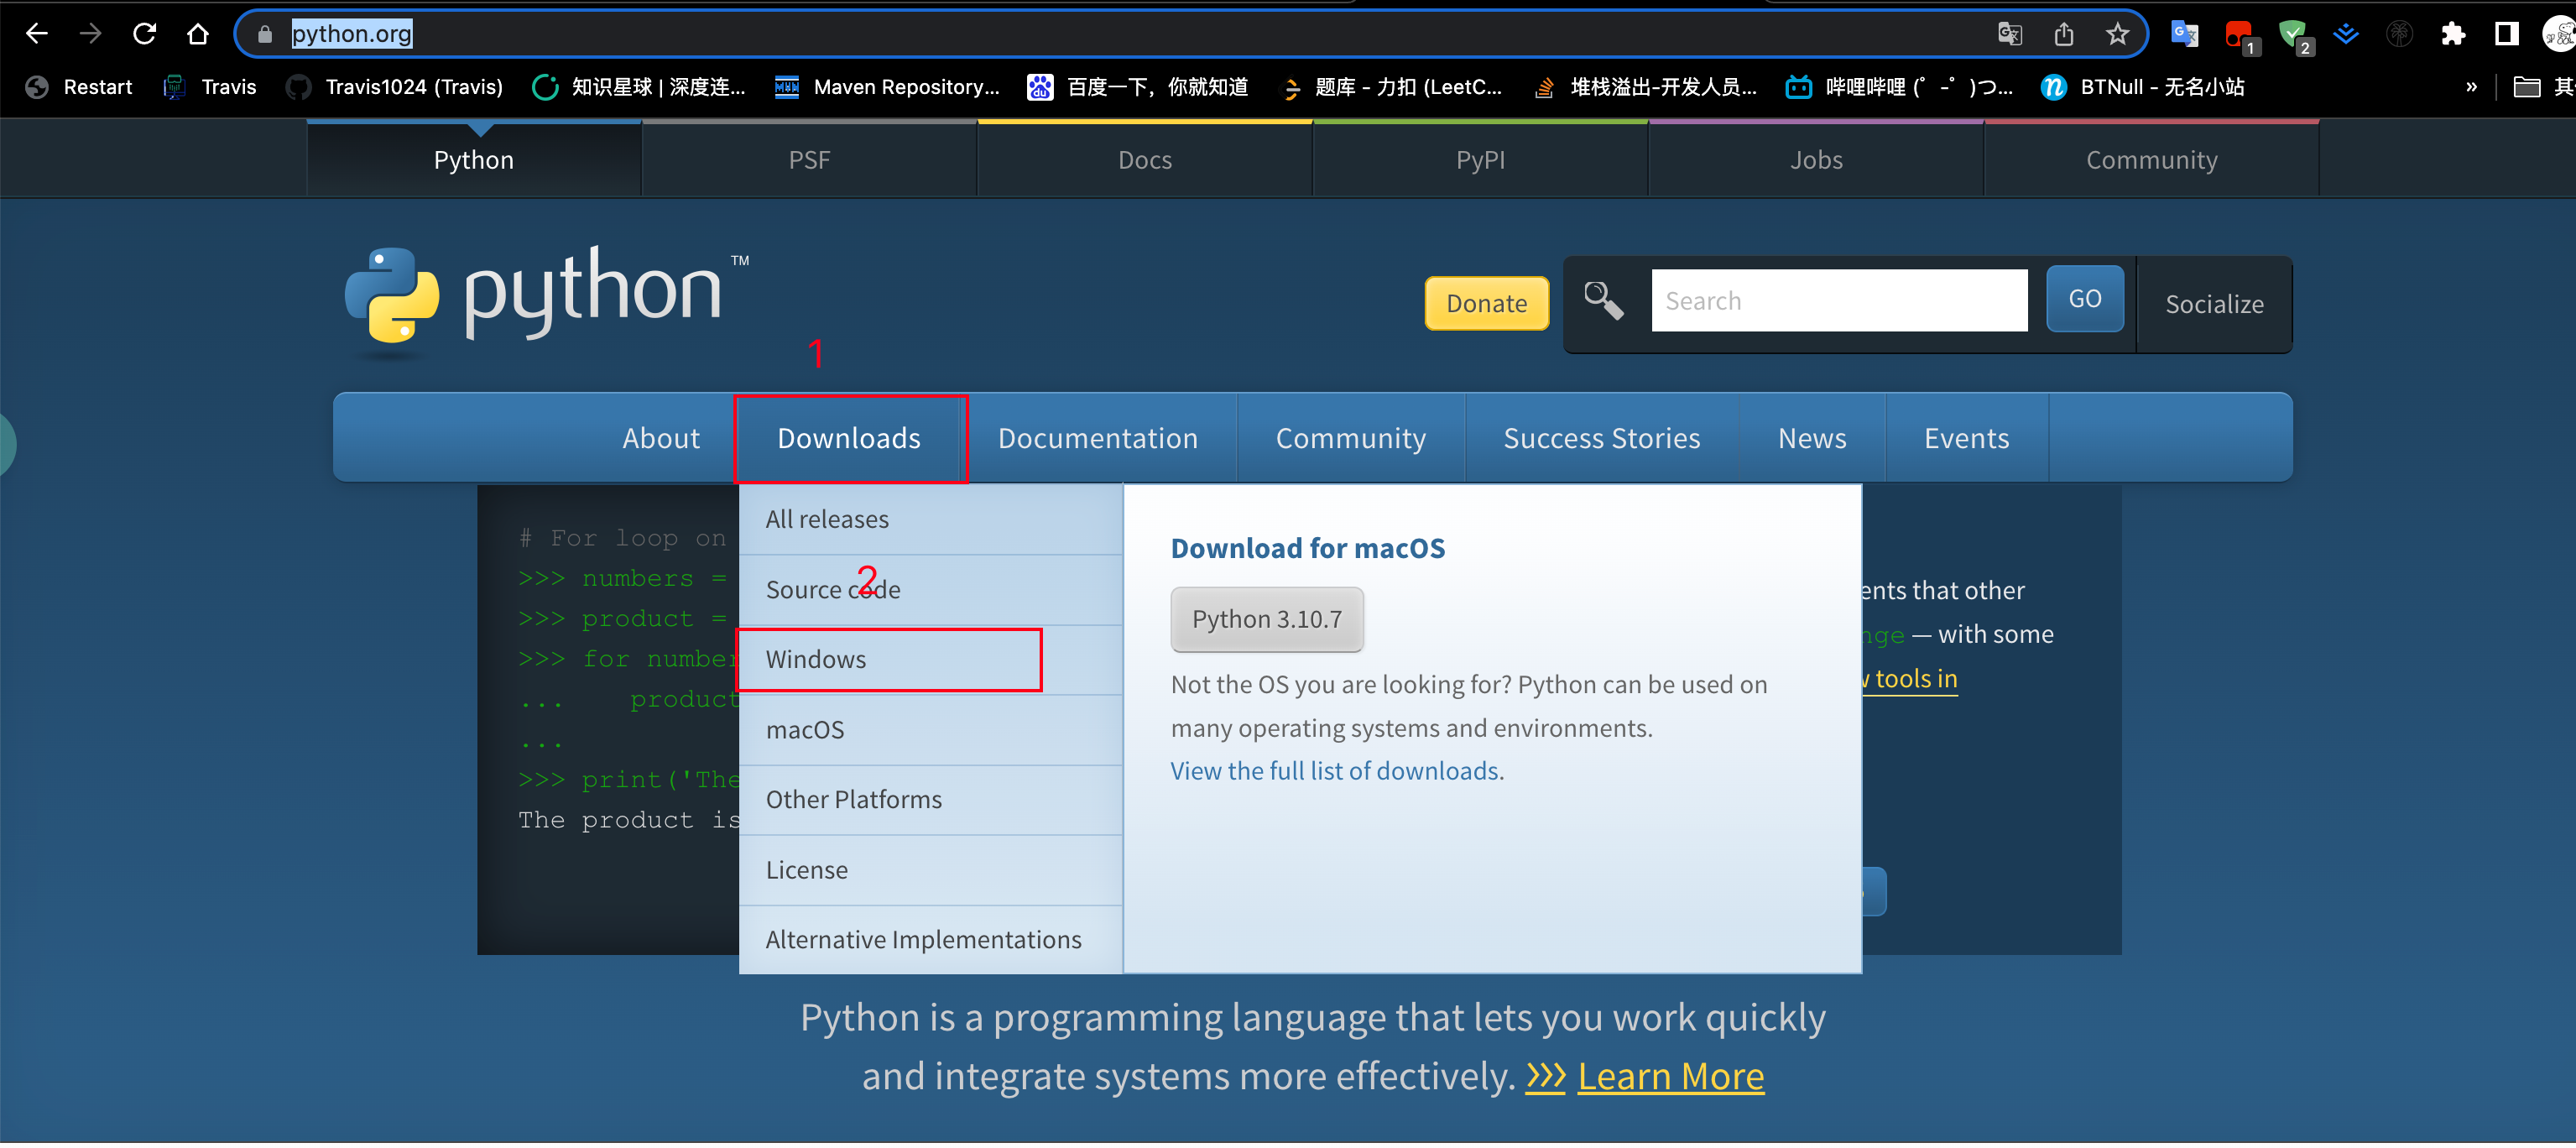 python.org
1
2
Restart
Travis
Travis1024 (Travis)
知识星球 | 深度连...
Maven Repository...
百度一下，你就知道
题库 - 力扣 (LeetC...
堆栈溢出-开发人员...
哔哩哔哩 (゜-゜)つ...
BTNull - 无名小站
»
Python
PSF
Docs
PyPI
Jobs
Community
python™
Donate
Search
GO
Socialize
1
About
Downloads
Documentation
Community
Success Stories
News
Events
All releases
Source code
2
Windows
macOS
Other Platforms
License
Alternative Implementations
Download for macOS
Python 3.10.7
Not the OS you are looking for? Python can be used on
many operating systems and environments.
View the full list of downloads.
# For loop on
>>> numbers =
>>> product =
>>> for number
... product
...
>>> print('The
The product is
ents that other
nge — with some
tools in
Python is a programming language that lets you work quickly
and integrate systems more effectively. >>> Learn More